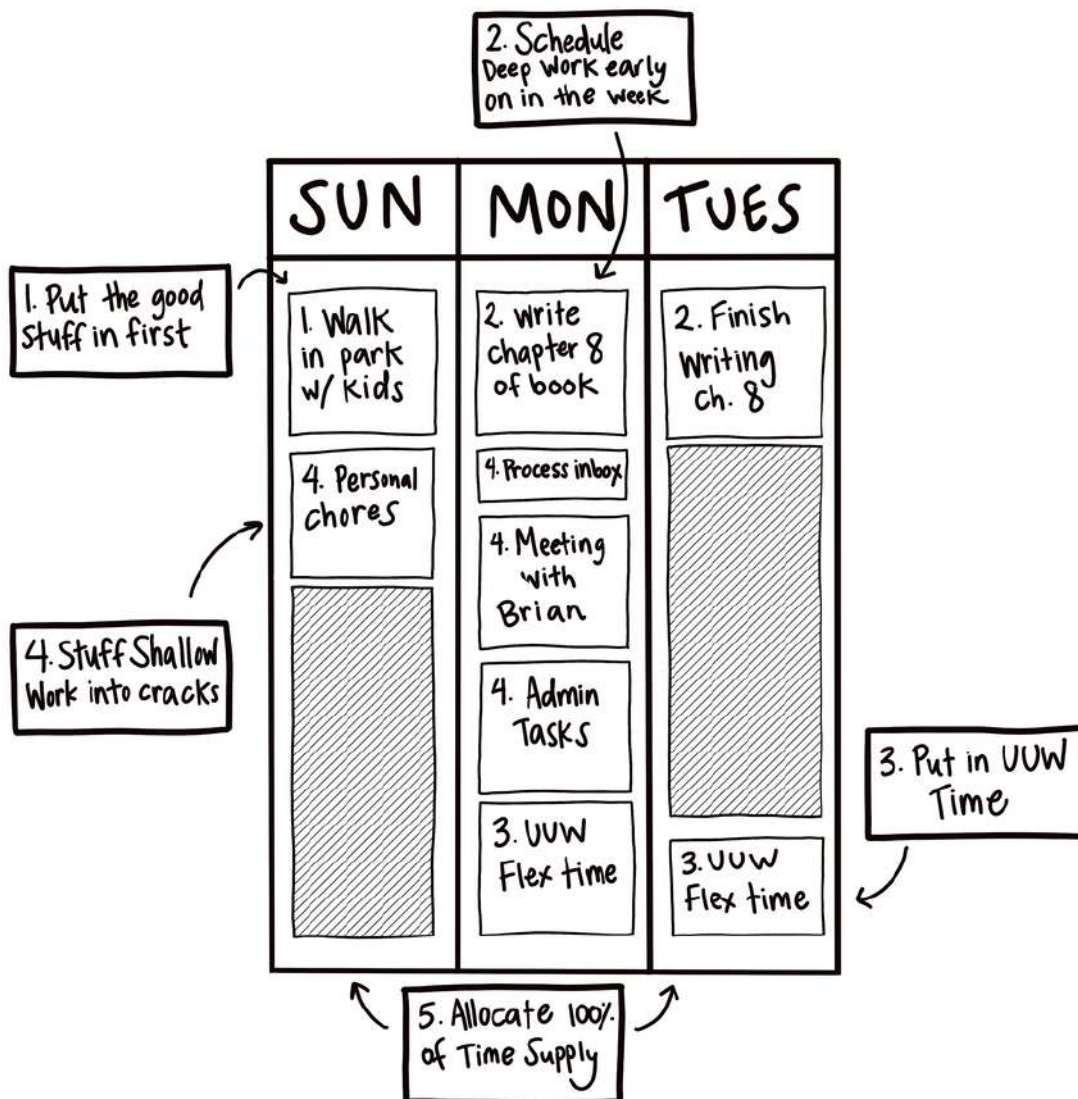 2. Schedule
Deep Work early
on in the week
SUN
MON
TUES
1. Put the good
Stuff in first
1. Walk
in park
w/ kids
4. Personal
chores
4. Stuff Shallow
Work into cracks
2. Write
chapter 8
of book
4. Process inbox
4. Meeting
with
Brian
4. Admin
Tasks
3. UUW
Flex time
2. Finish
Writing
Ch. 8
3. UUW
Flex time
3. Put in UUW
Time
5. Allocate 100%
of Time Supply